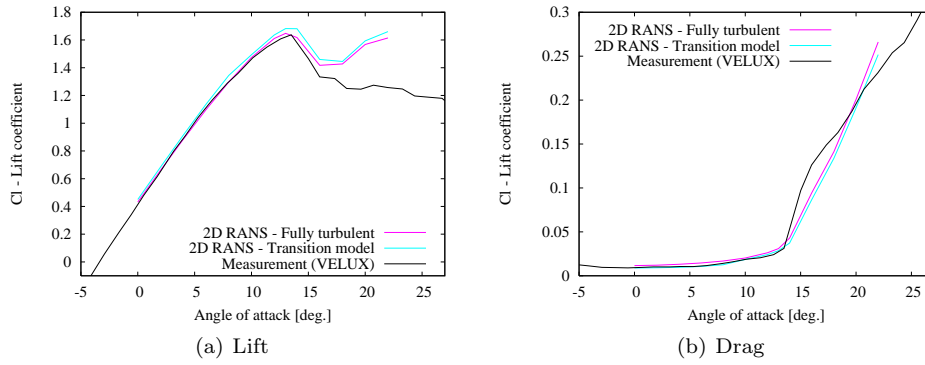 1.8
1.6
1.4
1.2
1
0.8
0.6
0.4
0.2
0
-5 0 5 10 15 20 25
Cl - Lift coefficient
Angle of attack [deg.]
2D RANS - Fully turbulent
2D RANS - Transition model
Measurement (VELUX)
(a) Lift
0.3
0.25
0.2
0.15
0.1
0.05
0
-5 0 5 10 15 20 25
Cl - Lift coefficient
Angle of attack [deg.]
2D RANS - Fully turbulent
2D RANS - Transition model
Measurement (VELUX)
(b) Drag